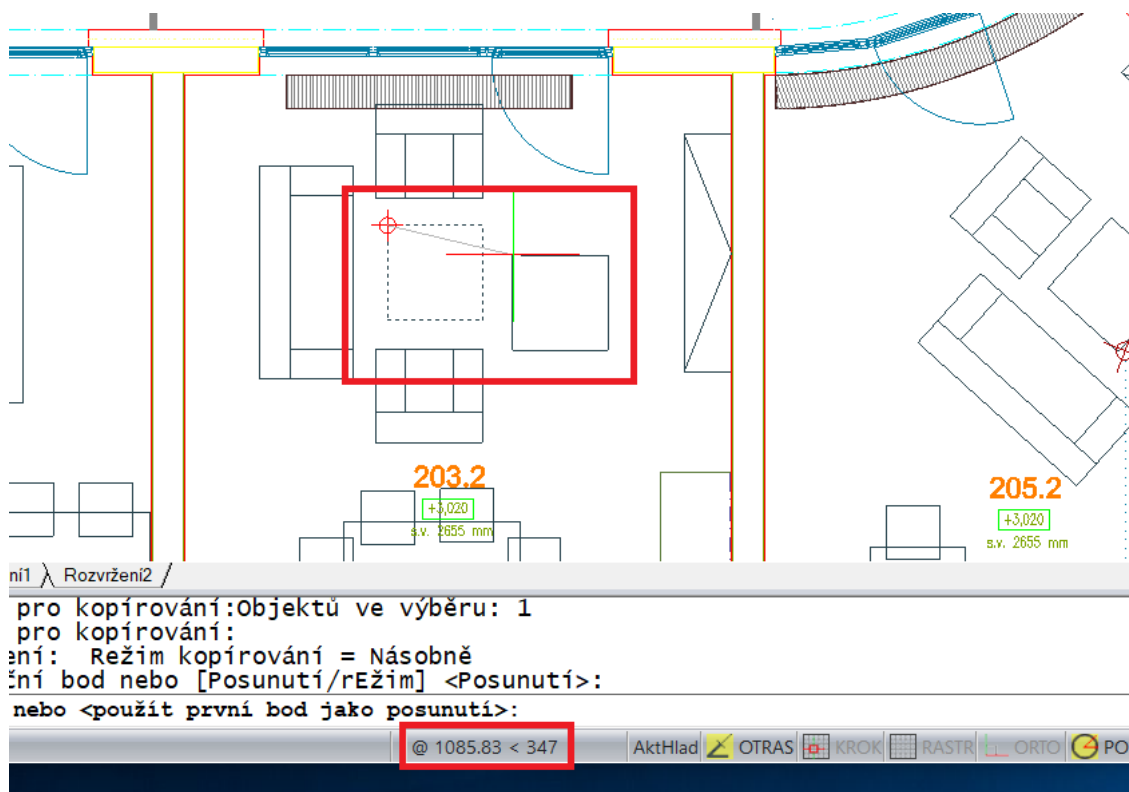 203.2
+3,020
s.v. 2655 mm
205.2
+3,020
s.v. 2655 mm
ní1 Rozvržení2
pro kopírování:Objektů ve výběru: 1
pro kopírování:
ení: Režim kopírování = Násobně
ční bod nebo [Posunutí/rEžim] <Posunutí>:
nebo <použít první bod jako posunutí>:
@ 1085.83 < 347 AktHlad OTRAS KROK RASTR ORTO PO